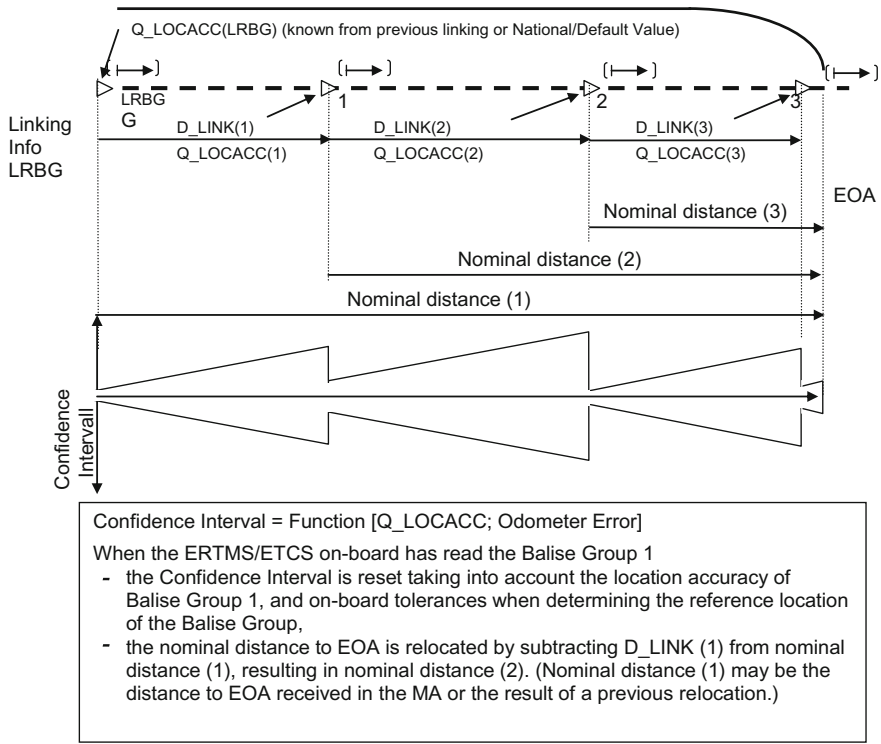 Q_LOCACC(LRBG) (known from previous linking or National/Default Value)
LRBG
G
1
2
3
Linking
Info
LRBG
D_LINK(1)
Q_LOCACC(1)
D_LINK(2)
Q_LOCACC(2)
D_LINK(3)
Q_LOCACC(3)
EOA
Nominal distance (3)
Nominal distance (2)
Nominal distance (1)
Confidence
Intervall
Confidence Interval = Function [Q_LOCACC; Odometer Error]
When the ERTMS/ETCS on-board has read the Balise Group 1
- the Confidence Interval is reset taking into account the location accuracy of
Balise Group 1, and on-board tolerances when determining the reference location
of the Balise Group,
- the nominal distance to EOA is relocated by subtracting D_LINK (1) from nominal
distance (1), resulting in nominal distance (2). (Nominal distance (1) may be the
distance to EOA received in the MA or the result of a previous relocation.)